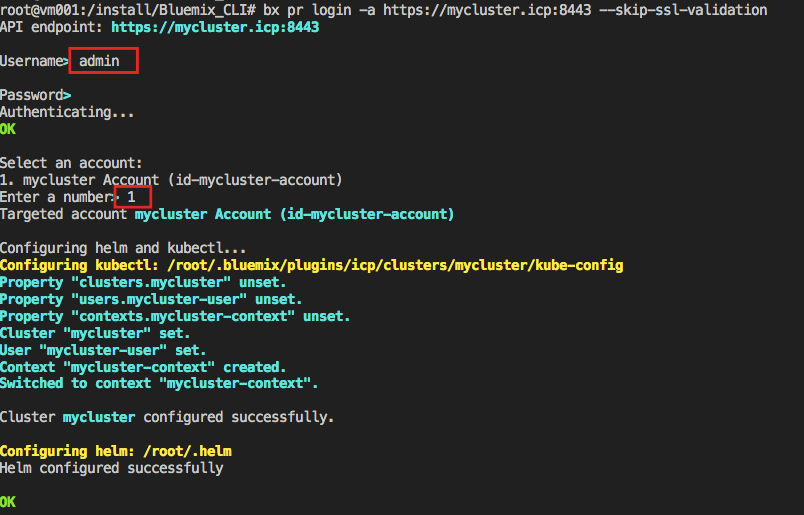 root@vm001:/install/Bluemix_CLI# bx pr login -a https://mycluster.icp:8443 --skip-ssl-validation
API endpoint: https://mycluster.icp:8443
Username> admin
Password>
Authenticating...
OK
Select an account:
1. mycluster Account (id-mycluster-account)
Enter a number> 1
Targeted account mycluster Account (id-mycluster-account)
Configuring helm and kubectl...
Configuring kubectl: /root/.bluemix/plugins/icp/clusters/mycluster/kube-config
Property "clusters.mycluster" unset.
Property "users.mycluster-user" unset.
Property "contexts.mycluster-context" unset.
Cluster "mycluster" set.
User "mycluster-user" set.
Context "mycluster-context" created.
Switched to context "mycluster-context".
Cluster mycluster configured successfully.
Configuring helm: /root/.helm
Helm configured successfully
OK